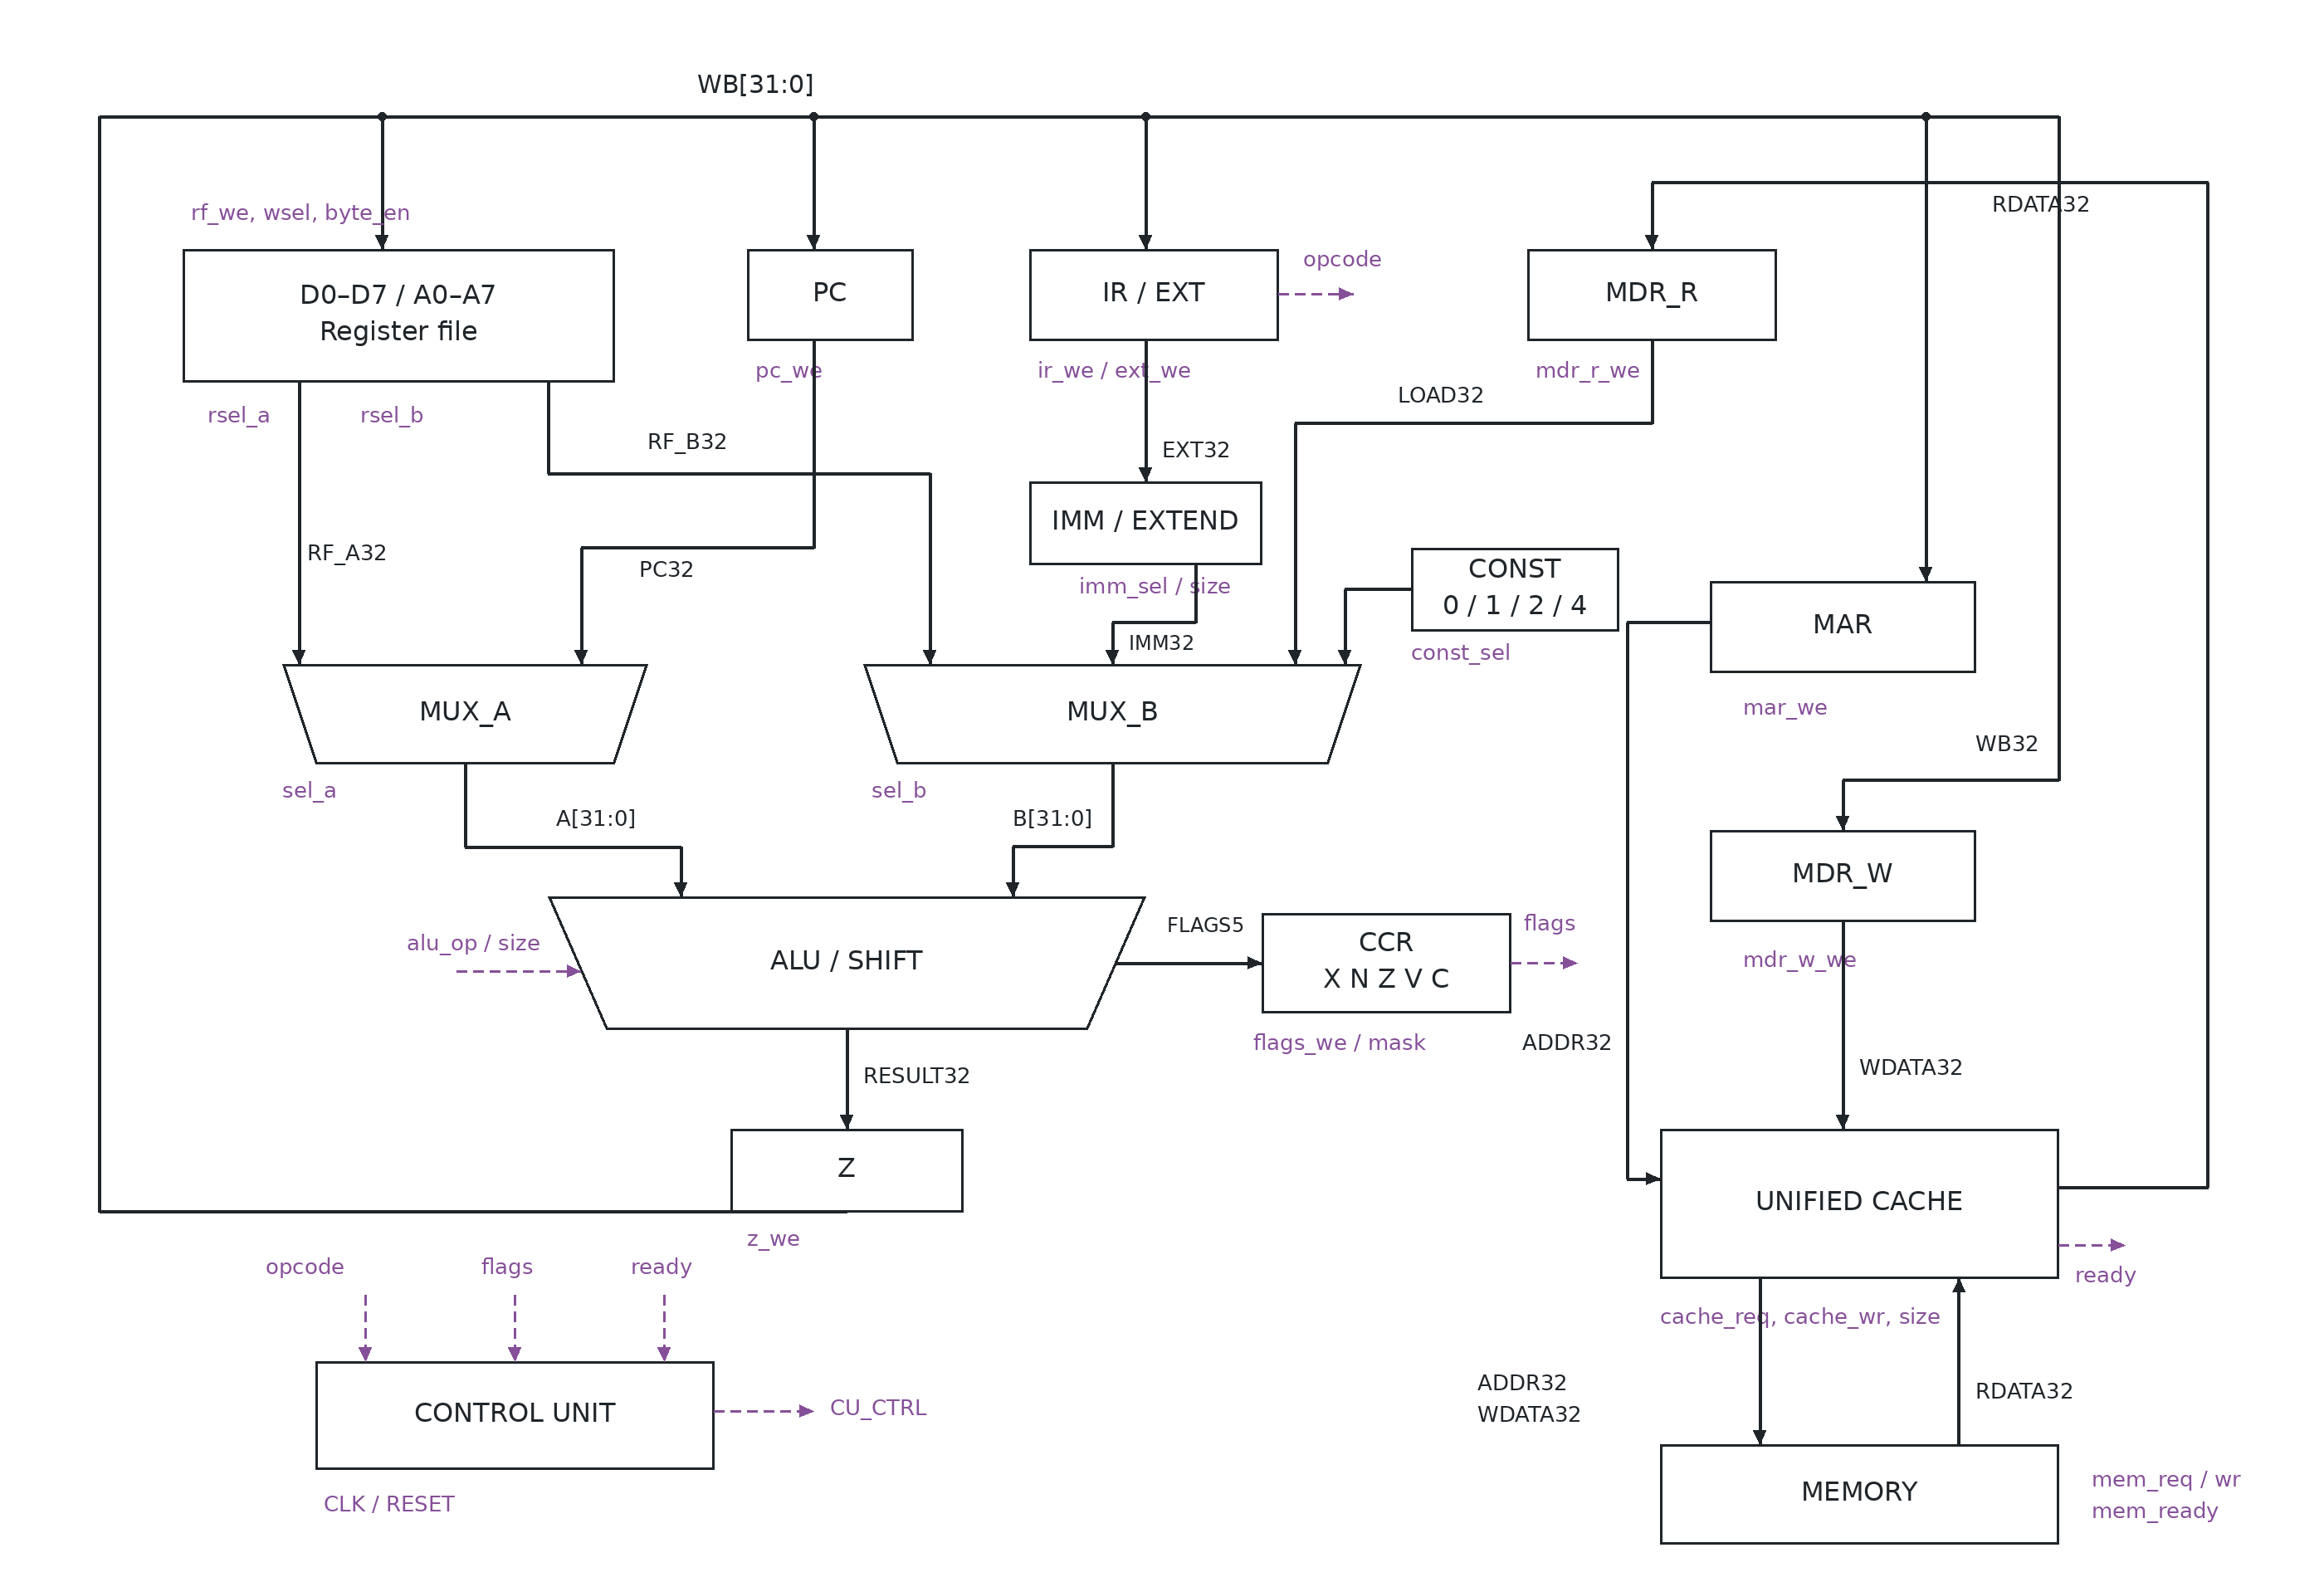 WB[31:0]
RDATA32
rf_we, wsel, byte_en
D0–D7 / A0–A7
Register file
PC
IR / EXT
opcode
MDR_R
pc_we
ir_we / ext_we
mdr_r_we
LOAD32
rsel_a
rsel_b
RF_B32
EXT32
IMM / EXTEND
RF_A32
PC32
imm_sel / size
CONST
0 / 1 / 2 / 4
MAR
IMM32
const_sel
MUX_A
MUX_B
mar_we
WB32
sel_a
sel_b
A[31:0]
B[31:0]
MDR_W
alu_op / size
ALU / SHIFT
FLAGS5
CCR
X N Z V C
flags
mdr_w_we
flags_we / mask
ADDR32
RESULT32
WDATA32
Z
UNIFIED CACHE
z_we
opcode
flags
ready
ready
cache_req, cache_wr, size
CONTROL UNIT
CU_CTRL
ADDR32
WDATA32
RDATA32
CLK / RESET
MEMORY
mem_req / wr
mem_ready